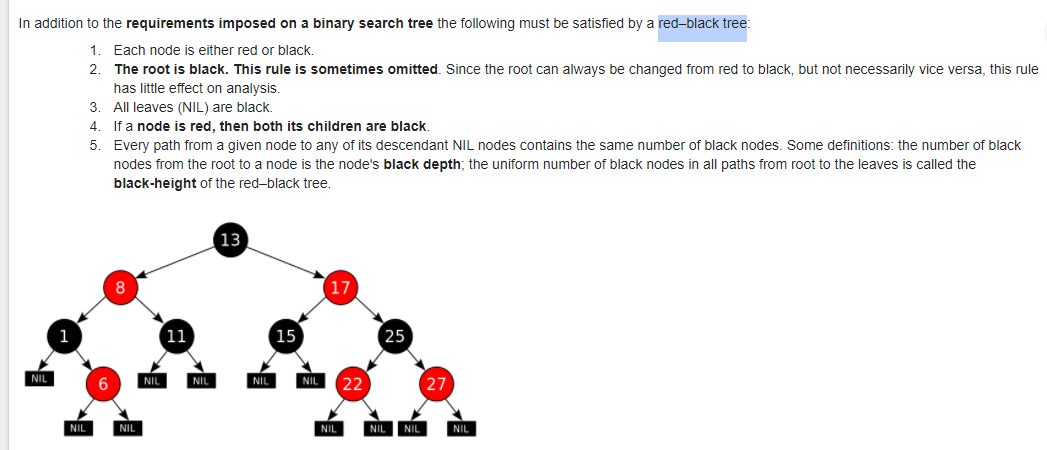 In addition to the requirements imposed on a binary search tree the following must be satisfied by a red–black tree:
1. Each node is either red or black.
2. The root is black. This rule is sometimes omitted. Since the root can always be changed from red to black, but not necessarily vice versa, this rule
has little effect on analysis.
3. All leaves (NIL) are black.
4. If a node is red, then both its children are black.
5. Every path from a given node to any of its descendant NIL nodes contains the same number of black nodes. Some definitions: the number of black
nodes from the root to a node is the node's black depth; the uniform number of black nodes in all paths from root to the leaves is called the
black-height of the red–black tree.
13
8 17
1 11 15 25
NIL 6 NIL NIL NIL NIL 22 27
NIL NIL NIL NIL NIL NIL